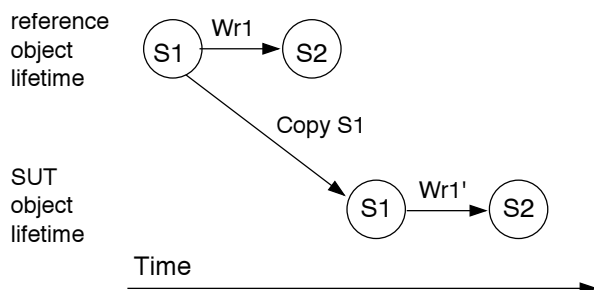 reference
object
lifetime
S1
Wr1
S2
Copy S1
SUT
object
lifetime
S1
Wr1'
S2
Time